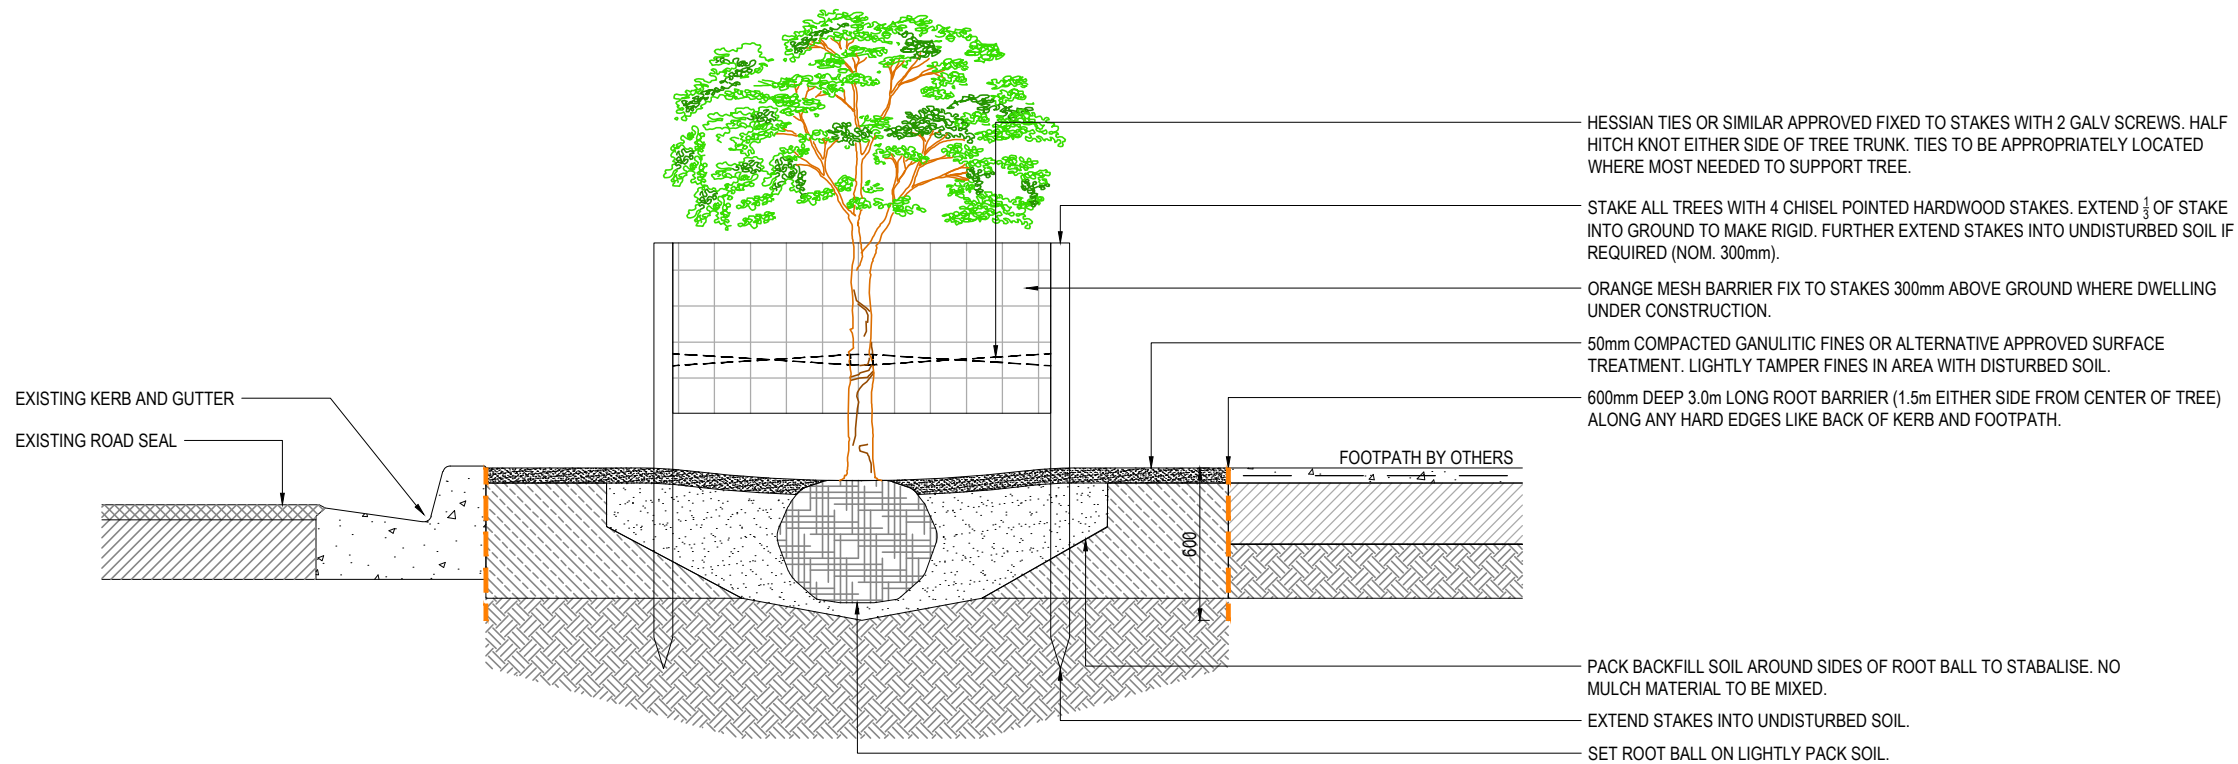 HESSIAN TIES OR SIMILAR APPROVED FIXED TO STAKES WITH 2 GALV SCREWS. HALF
HITCH KNOT EITHER SIDE OF TREE TRUNK. TIES TO BE APPROPRIATELY LOCATED
WHERE MOST NEEDED TO SUPPORT TREE.
STAKE ALL TREES WITH 4 CHISEL POINTED HARDWOOD STAKES. EXTEND 1/3 OF STAKE
INTO GROUND TO MAKE RIGID. FURTHER EXTEND STAKES INTO UNDISTURBED SOIL IF
REQUIRED (NOM. 300mm).
ORANGE MESH BARRIER FIX TO STAKES 300mm ABOVE GROUND WHERE DWELLING
UNDER CONSTRUCTION.
50mm COMPACTED GANULITIC FINES OR ALTERNATIVE APPROVED SURFACE
TREATMENT. LIGHTLY TAMPER FINES IN AREA WITH DISTURBED SOIL.
600mm DEEP 3.0m LONG ROOT BARRIER (1.5m EITHER SIDE FROM CENTER OF TREE)
ALONG ANY HARD EDGES LIKE BACK OF KERB AND FOOTPATH.
EXISTING KERB AND GUTTER
EXISTING ROAD SEAL
FOOTPATH BY OTHERS
600
PACK BACKFILL SOIL AROUND SIDES OF ROOT BALL TO STABALISE. NO
MULCH MATERIAL TO BE MIXED.
EXTEND STAKES INTO UNDISTURBED SOIL.
SET ROOT BALL ON LIGHTLY PACK SOIL.